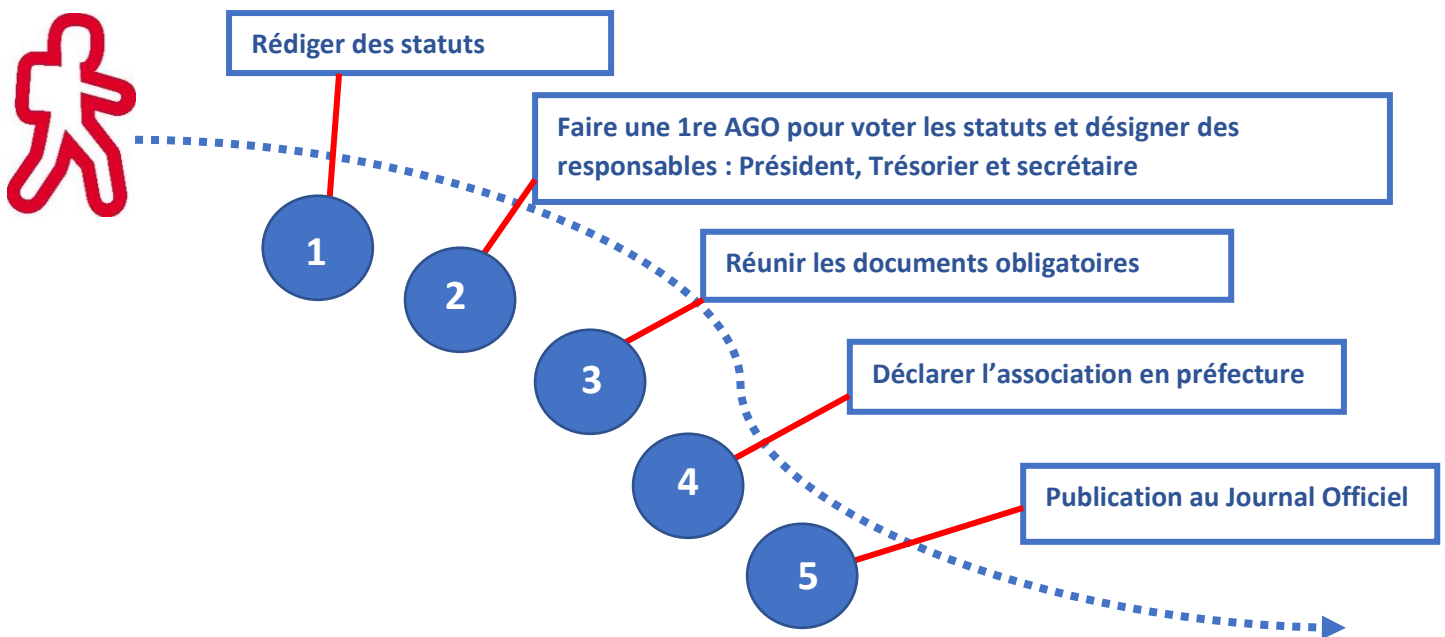 Rédiger des statuts
Faire une 1re AGO pour voter les statuts et désigner des
responsables : Président, Trésorier et secrétaire
1
Réunir les documents obligatoires
2
3
Déclarer l’association en préfecture
4
Publication au Journal Officiel
5